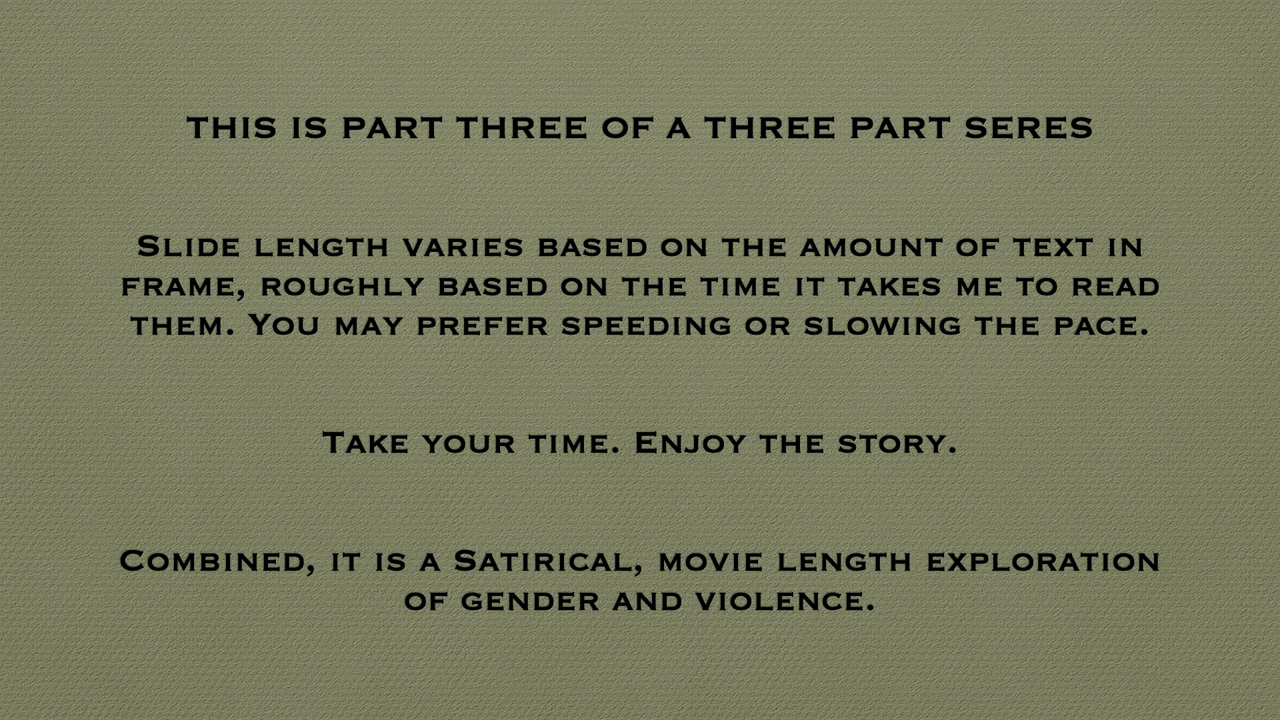 THIS IS PART THREE OF A THREE PART SERES
Slide length varies based on the amount of text in
frame, roughly based on the time it takes me to read
them. You may prefer speeding or slowing the pace.
Take your time. Enjoy the story.
Combined, it is a Satirical, movie length exploration
of gender and violence.